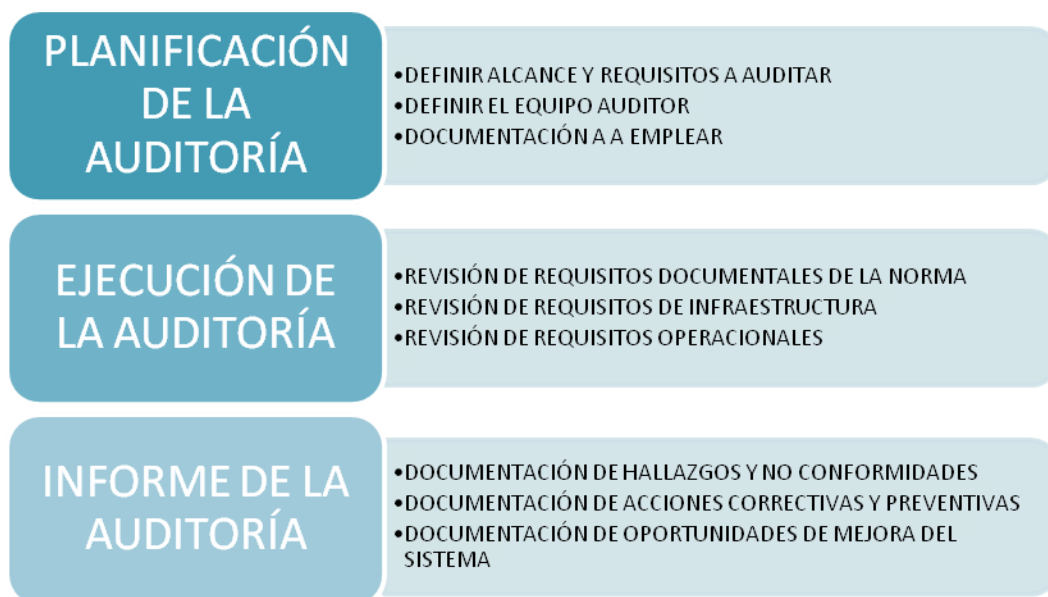 PLANIFICACIÓN
DE LA
AUDITORÍA
•DEFINIR ALCANCE Y REQUISITOS A AUDITAR
•DEFINIR EL EQUIPO AUDITOR
•DOCUMENTACIÓN A A EMPLEAR
EJECUCIÓN DE
LA AUDITORÍA
•REVISIÓN DE REQUISITOS DOCUMENTALES DE LA NORMA
•REVISIÓN DE REQUISITOS DE INFRAESTRUCTURA
•REVISIÓN DE REQUISITOS OPERACIONALES
INFORME DE LA
AUDITORÍA
•DOCUMENTACIÓN DE HALLAZGOS Y NO CONFORMIDADES
•DOCUMENTACIÓN DE ACCIONES CORRECTIVAS Y PREVENTIVAS
•DOCUMENTACIÓN DE OPORTUNIDADES DE MEJORA DEL
SISTEMA